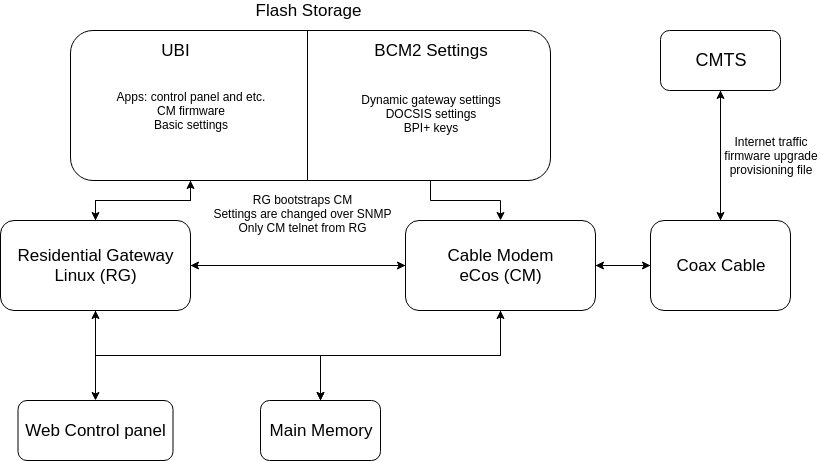 Flash Storage
UBI
BCM2 Settings
CMTS
Apps: control panel and etc.
CM firmware
Basic settings
Dynamic gateway settings
DOCSIS settings
BPI+ keys
Internet traffic
firmware upgrade
provisioning file
RG bootstraps CM
Settings are changed over SNMP
Only CM telnet from RG
Residential Gateway
Linux (RG)
Cable Modem
eCos (CM)
Coax Cable
Web Control panel
Main Memory